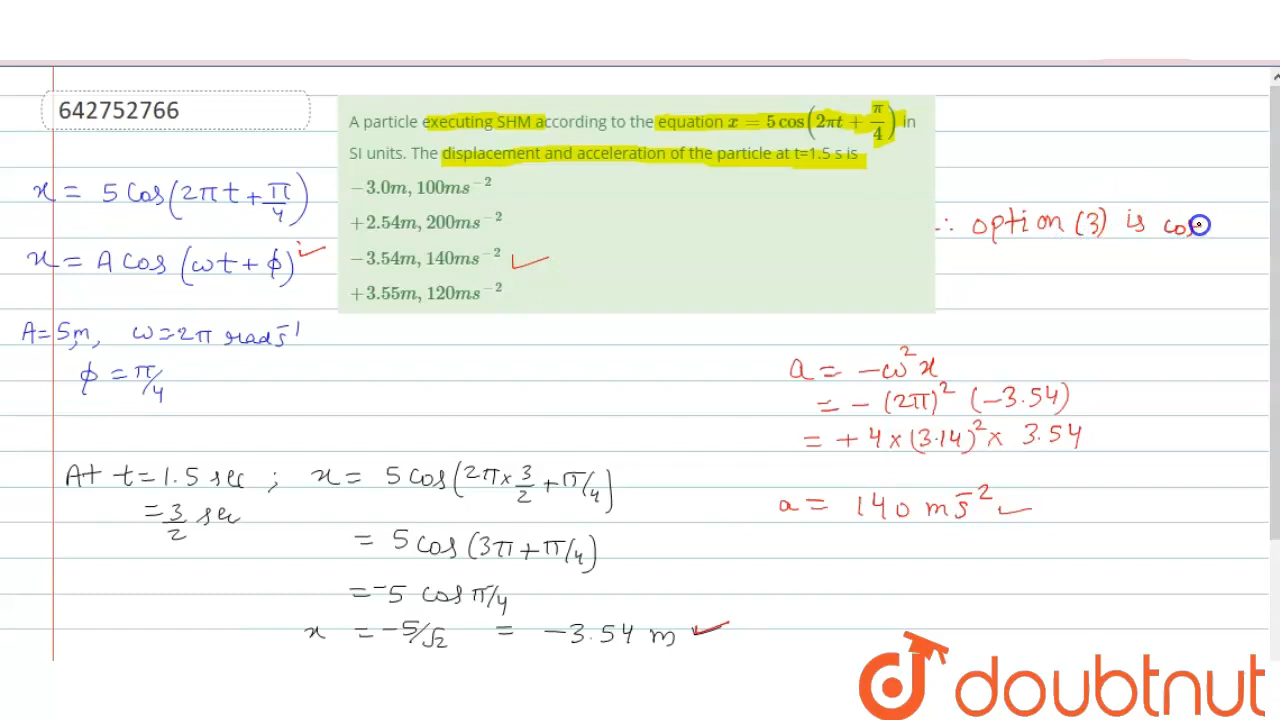 642752766
A particle executing SHM according to the equation x = 5 cos(2πt + π/4) in
SI units. The displacement and acceleration of the particle at t=1.5 s is
−3.0m, 100ms⁻²
+2.54m, 200ms⁻²
−3.54m, 140ms⁻²
+3.55m, 120ms⁻²
x = 5 Cos(2πt + π/4)
x = A Cos (ωt + ϕ)
A = 5m, ω = 2π rad s⁻¹
ϕ = π/4
At t = 1.5 sec ;
= 3/2 sec
x = 5 cos(2π × 3/2 + π/4)
= 5 cos (3π + π/4)
= −5 cos π/4
x = −5/√2 = −3.54 m
a = −ω² x
= − (2π)² (−3.54)
= + 4 × (3.14)² × 3.54
a = 140 m s⁻²
∴ option (3) is
doubtnut